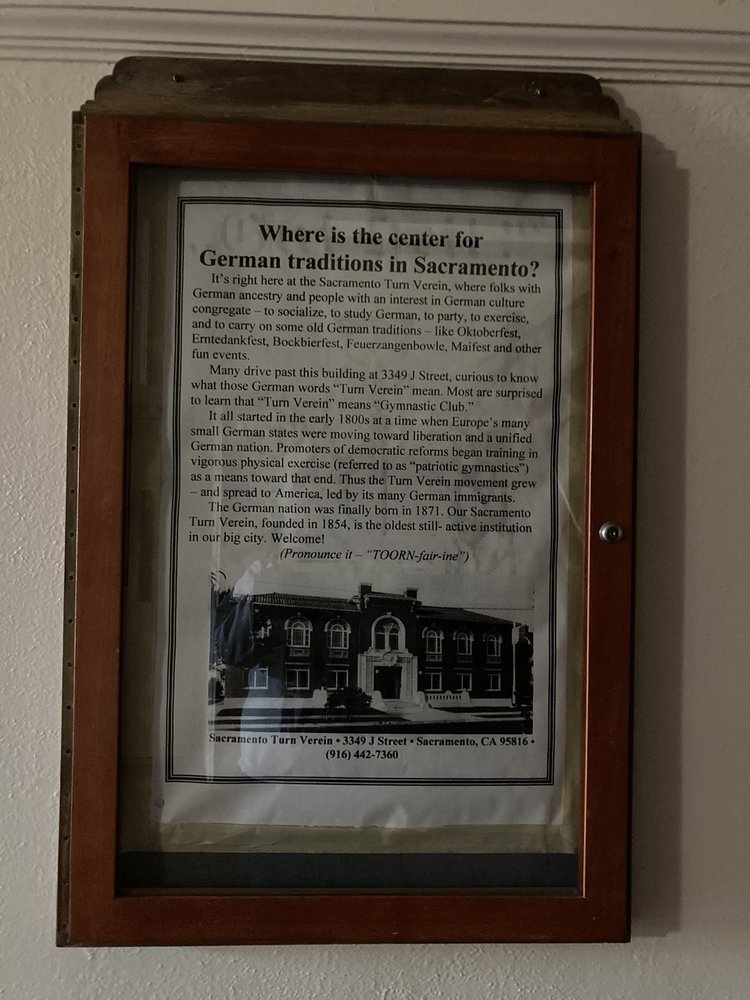 Where is the center for
German traditions in Sacramento?
It's right here at the Sacramento Turn Verein, where folks with
German ancestry and people with an interest in German culture
congregate – to socialize, to study German, to party, to exercise,
and to carry on some old German traditions – like Oktoberfest,
Erntedankfest, Bockbierfest, Feuerzangenbowle, Maifest and other
fun events.
Many drive past this building at 3349 J Street, curious to know
what those German words “Turn Verein” mean. Most are surprised
to learn that “Turn Verein” means “Gymnastic Club.”
It all started in the early 1800s at a time when Europe's many
small German states were moving toward liberation and a unified
German nation. Promoters of democratic reforms began training in
vigorous physical exercise (referred to as “patriotic gymnastics”)
as a means toward that end. Thus the Turn Verein movement grew
– and spread to America, led by its many German immigrants.
The German nation was finally born in 1871. Our Sacramento
Turn Verein, founded in 1854, is the oldest still- active institution
in our big city. Welcome!
(Pronounce it – “TOORN-fair-ine”)
Sacramento Turn Verein • 3349 J Street • Sacramento, CA 95816 •
(916) 442-7360